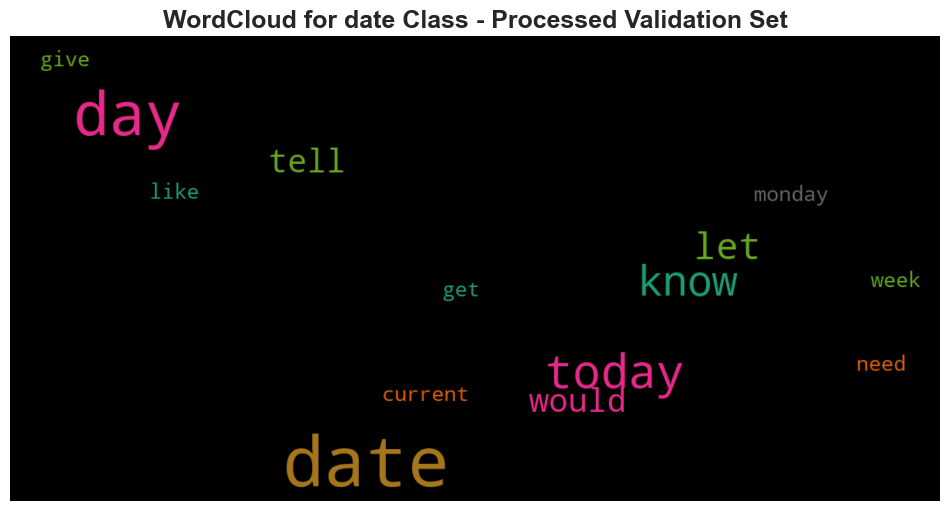 WordCloud for date Class - Processed Validation Set
give
day
tell
like
monday
let
know
week
get
today
need
current
would
date